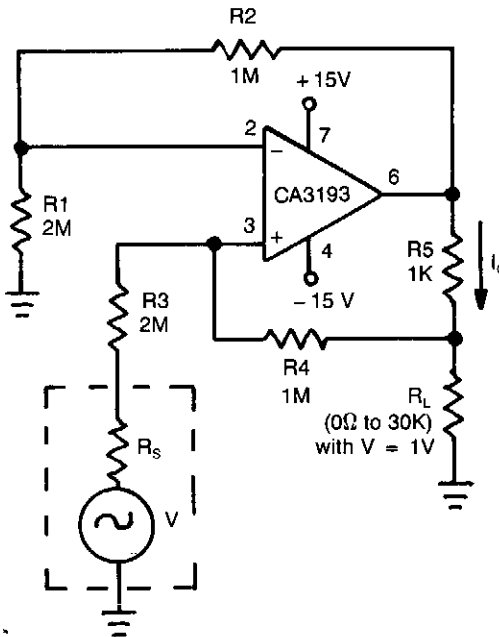 R2
1M
+ 15V
2
7
−
CA3193
6
R1
2M
3
+
4
− 15 V
R5
1K
R3
2M
R4
1M
RL
(0Ω to 30K)
with V = 1V
RS
V